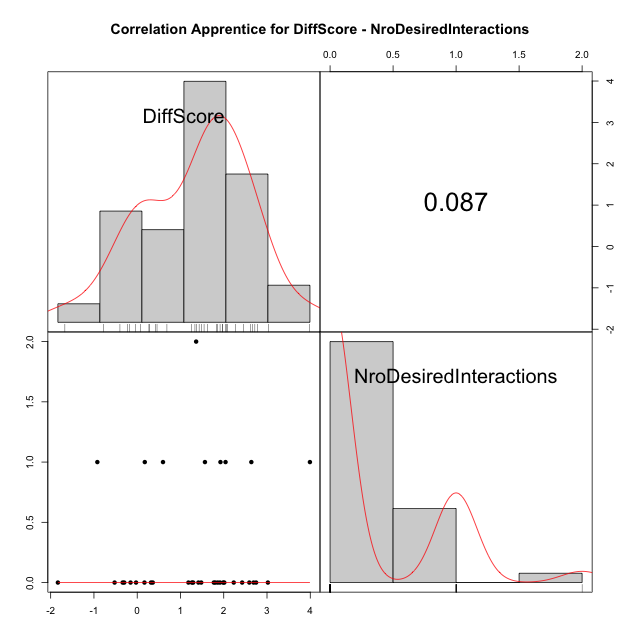 Correlation Apprentice for DiffScore - NroDesiredInteractions
0.0 0.5 1.0 1.5 2.0
DiffScore
0.087
-2 -1 0 1 2 3 4
0.0 0.5 1.0 1.5 2.0
NroDesiredInteractions
-2 -1 0 1 2 3 4